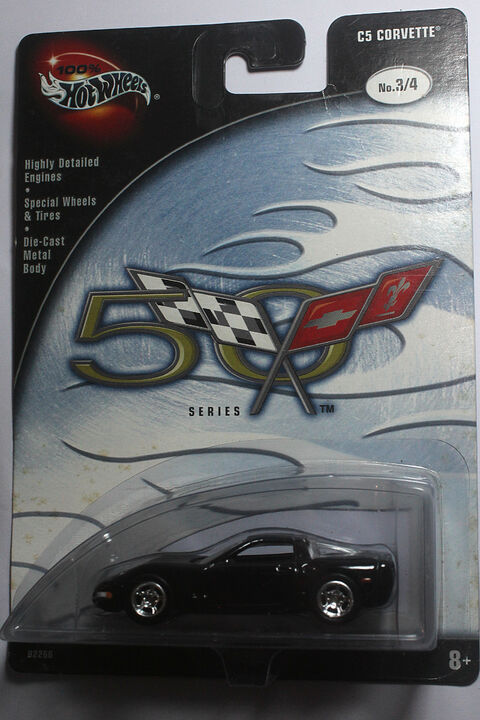 100%
Hot Wheels®
C5 CORVETTE®
No.3/4
Highly Detailed
Engines
•
Special Wheels
& Tires
•
Die-Cast
Metal
Body
50
SERIES ™
8+